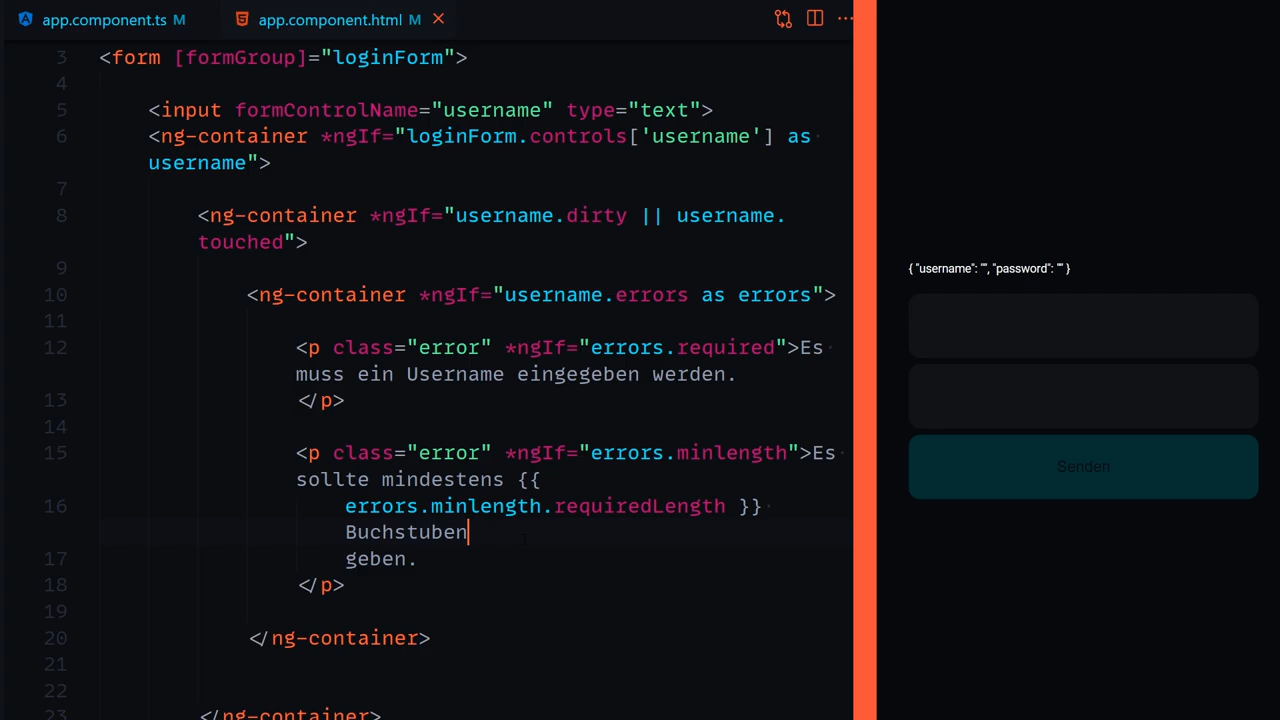 app.component.ts M
app.component.html M
3 <form [formGroup]="loginForm">
4
5 <input formControlName="username" type="text">
6 <ng-container *ngIf="loginForm.controls['username'] as
username">
7
8 <ng-container *ngIf="username.dirty || username.
touched">
9
10 <ng-container *ngIf="username.errors as errors">
11
12 <p class="error" *ngIf="errors.required">Es
muss ein Username eingegeben werden.
13 </p>
14
15 <p class="error" *ngIf="errors.minlength">Es
sollte mindestens {{
16 errors.minlength.requiredLength }}
Buchstuben
17 geben.
18 </p>
19
20 </ng-container>
21
22
23 </ng-container>
{ "username": "", "password": "" }
Senden